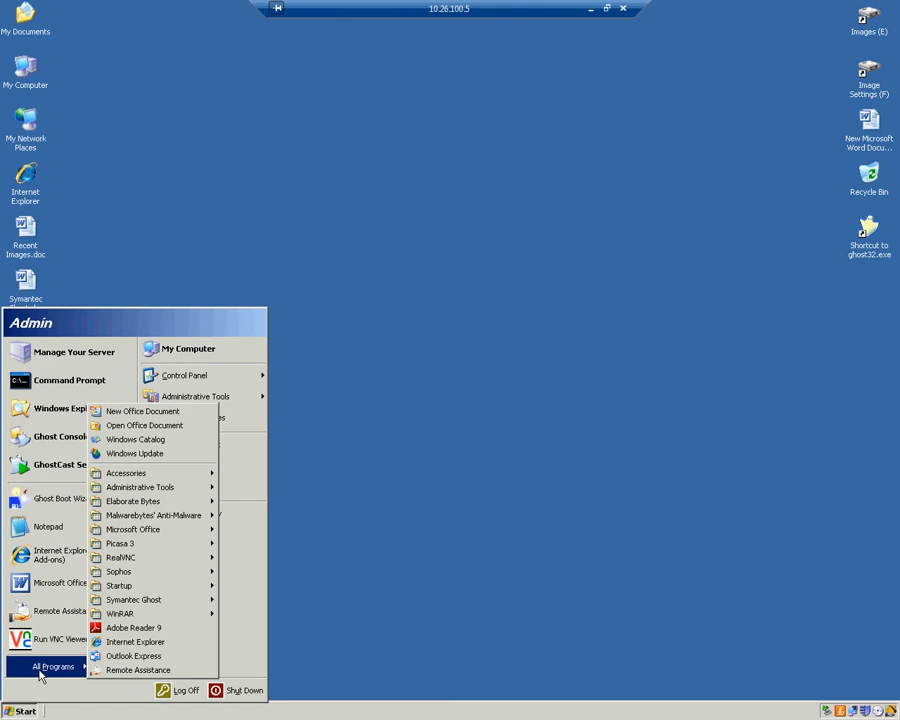 10.26.100.5
My Documents
My Computer
My Network
Places
Internet
Explorer
Recent
Images.doc
Symantec
Images (E)
Image
Settings (F)
New Microsoft
Word Docu...
Recycle Bin
Shortcut to
ghost32.exe
Admin
Manage Your Server
Command Prompt
Windows Expl
Ghost Conso
GhostCast Se
Ghost Boot Wiz
Notepad
Internet Explor
Add-ons)
Microsoft Office
Remote Assista
Run VNC Viewer
All Programs
My Computer
Control Panel
Administrative Tools
New Office Document
Open Office Document
Windows Catalog
Windows Update
Accessories
Administrative Tools
Elaborate Bytes
Malwarebytes' Anti-Malware
Microsoft Office
Picasa 3
RealVNC
Sophos
Startup
Symantec Ghost
WinRAR
Adobe Reader 9
Internet Explorer
Outlook Express
Remote Assistance
Log Off
Shut Down
Start